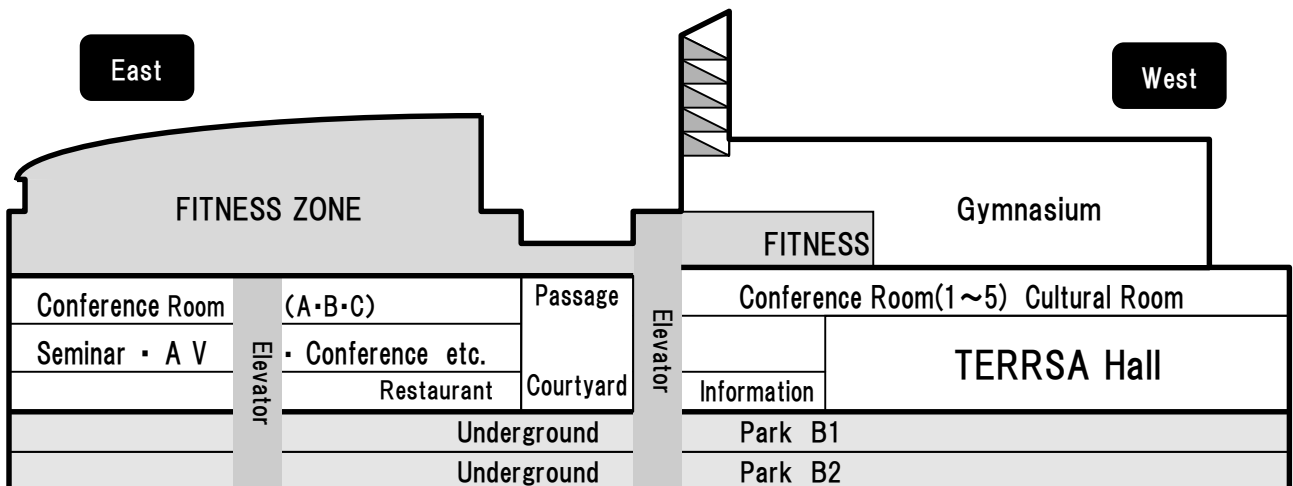 East
West
FITNESS ZONE
Gymnasium
FITNESS
Conference Room (A・B・C)
Passage
Elevator
Conference Room(1～5) Cultural Room
Seminar ・ A V ・ Conference etc.
Elevator
TERRSA Hall
Restaurant
Courtyard
Information
Underground Park B1
Underground Park B2